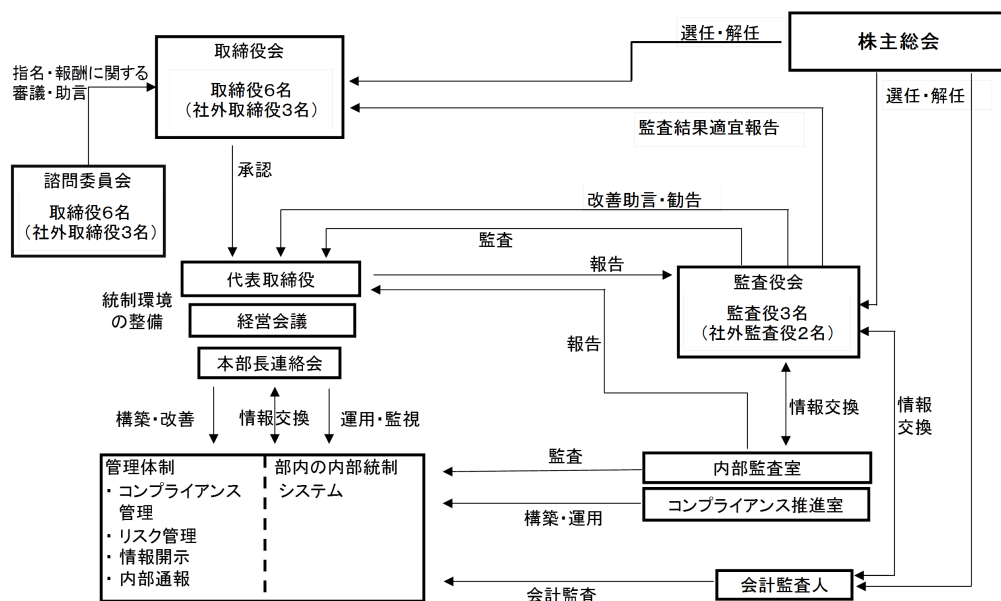 選任・解任
株主総会
取締役会
取締役6名
(社外取締役3名)
指名・報酬に関する
審議・助言
選任・解任
監査結果適宜報告
承認
諮問委員会
取締役6名
(社外取締役3名)
改善助言・勧告
監査
代表取締役
報告
監査役会
監査役3名
(社外監査役2名)
統制環境
の整備
経営会議
本部長連絡会
報告
構築・改善
情報交換
運用・監視
情報交換
情報
交換
管理体制
・コンプライアンス
管理
・リスク管理
・情報開示
・内部通報
部内の内部統制
システム
監査
内部監査室
コンプライアンス推進室
構築・運用
会計監査人
会計監査